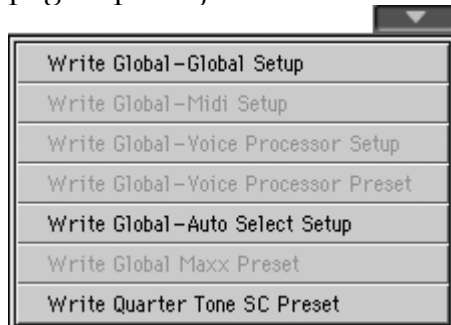 Write Global-Global Setup
Write Global-Midi Setup
Write Global-Voice Processor Setup
Write Global-Voice Processor Preset
Write Global-Auto Select Setup
Write Global Maxx Preset
Write Quarter Tone SC Preset